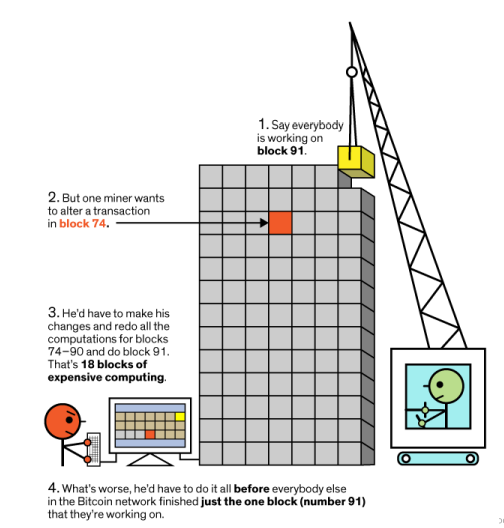 1. Say everybody
is working on
block 91.
2. But one miner wants
to alter a transaction
in block 74.
3. He'd have to make his
changes and redo all the
computations for blocks
74–90 and do block 91.
That's 18 blocks of
expensive computing.
4. What's worse, he'd have to do it all before everybody else
in the Bitcoin network finished just the one block (number 91)
that they're working on.